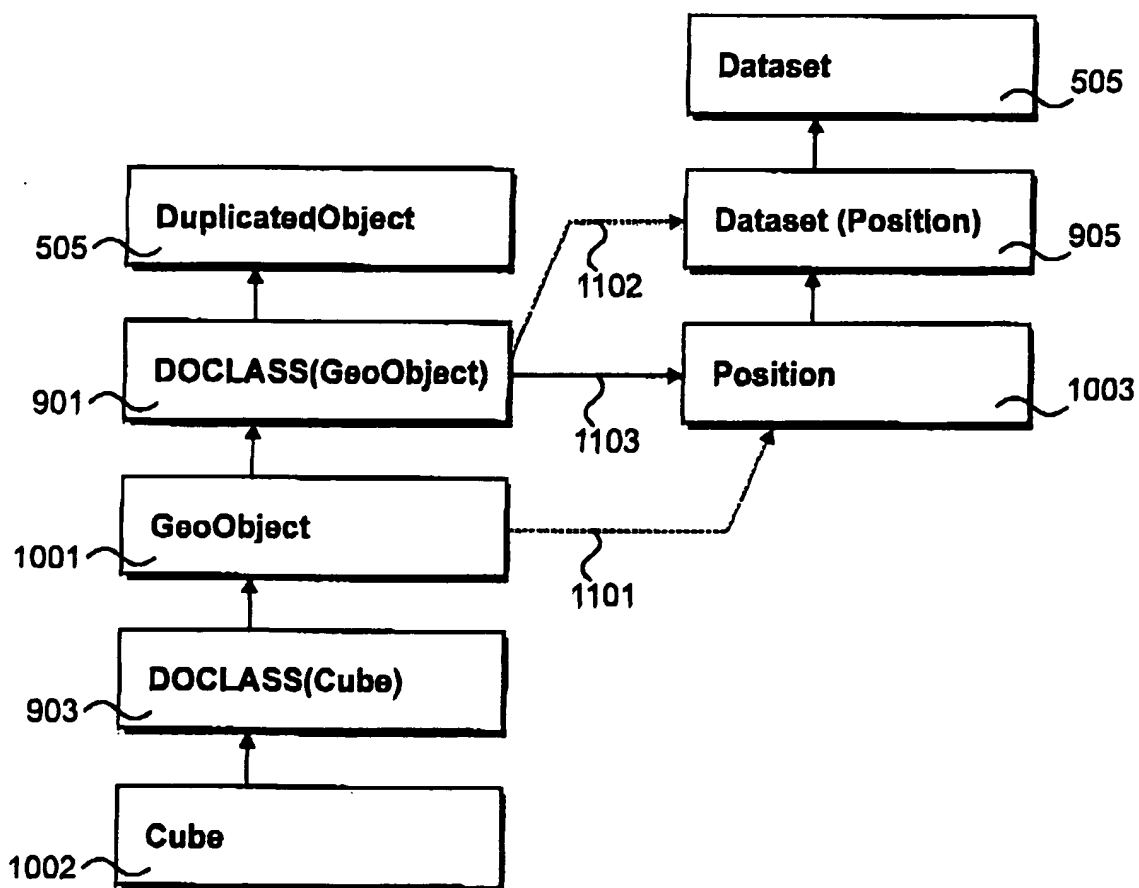 Dataset
505
DuplicatedObject
505
Dataset (Position)
905
1102
DOCLASS(GeoObject)
901
Position
1003
1103
GeoObject
1001
1101
DOCLASS(Cube)
903
Cube
1002